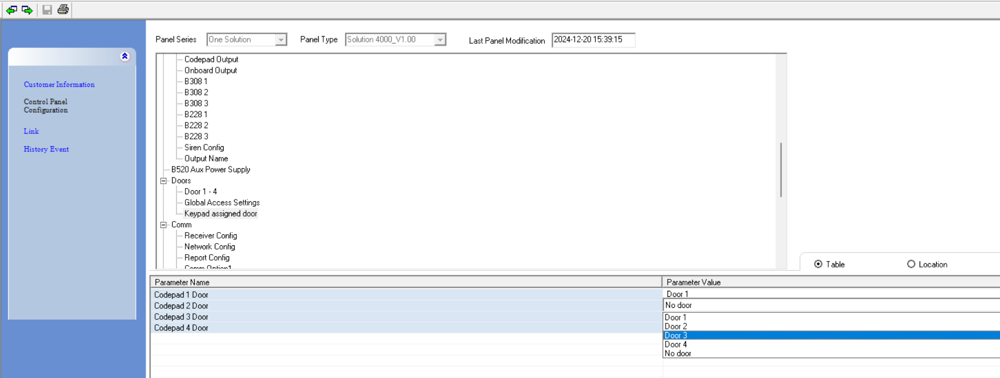 Panel Series One Solution Panel Type Solution 4000_V1.00 Last Panel Modification 2024-12-20 15:39:15
Customer Information
Control Panel
Configuration
Link
History Event
Codepad Output
Onboard Output
B308 1
B308 2
B308 3
B228 1
B228 2
B228 3
Siren Config
Output Name
B520 Aux Power Supply
Doors
Door 1 - 4
Global Access Settings
Keypad assigned door
Comm
Receiver Config
Network Config
Report Config
Comm Option1
Table Location
Parameter Name Parameter Value
Codepad 1 Door Door 1
Codepad 2 Door No door
Codepad 3 Door
Codepad 4 Door
Door 1
Door 2
Door 3
Door 4
No door